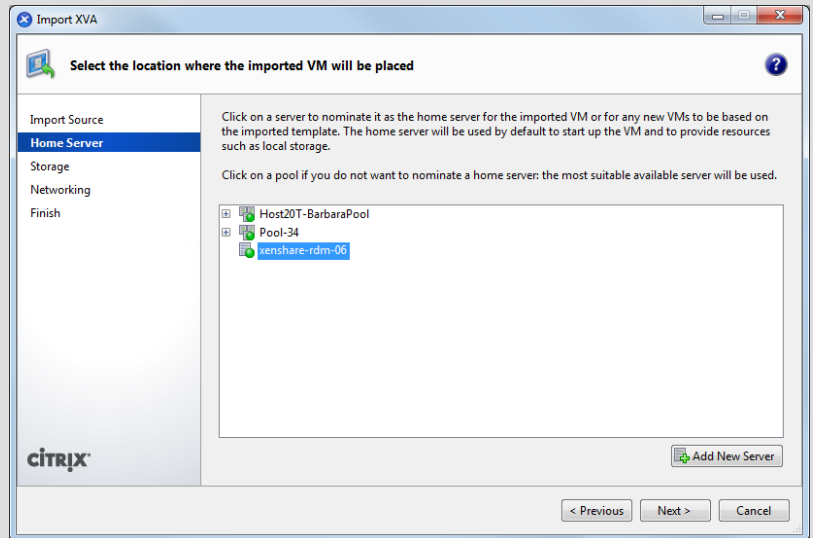 Import XVA
Select the location where the imported VM will be placed
?
Import Source
Home Server
Storage
Networking
Finish
Click on a server to nominate it as the home server for the imported VM or for any new VMs to be based on
the imported template. The home server will be used by default to start up the VM and to provide resources
such as local storage.
Click on a pool if you do not want to nominate a home server: the most suitable available server will be used.
Host20T-BarbaraPool
Pool-34
xenshare-rdm-06
CİTRIX
Add New Server
< Previous
Next >
Cancel